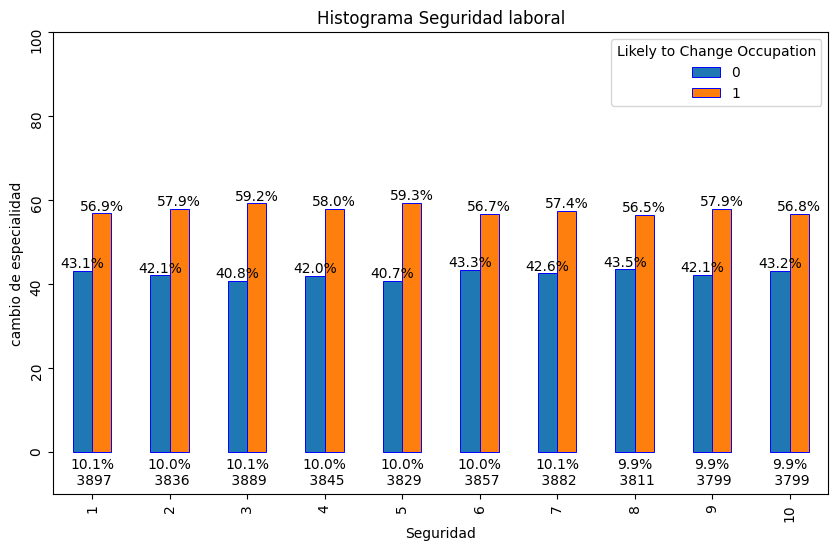 Histograma Seguridad laboral
Likely to Change Occupation
0
1
cambio de especialidad
100
80
60
40
20
0
43.1% 56.9%
42.1% 57.9%
40.8% 59.2%
42.0% 58.0%
40.7% 59.3%
43.3% 56.7%
42.6% 57.4%
43.5% 56.5%
42.1% 57.9%
43.2% 56.8%
10.1% 10.0% 10.1% 10.0% 10.0% 10.0% 10.1% 9.9% 9.9% 9.9%
3897 3836 3889 3845 3829 3857 3882 3811 3799 3799
1 2 3 4 5 6 7 8 9 10
Seguridad